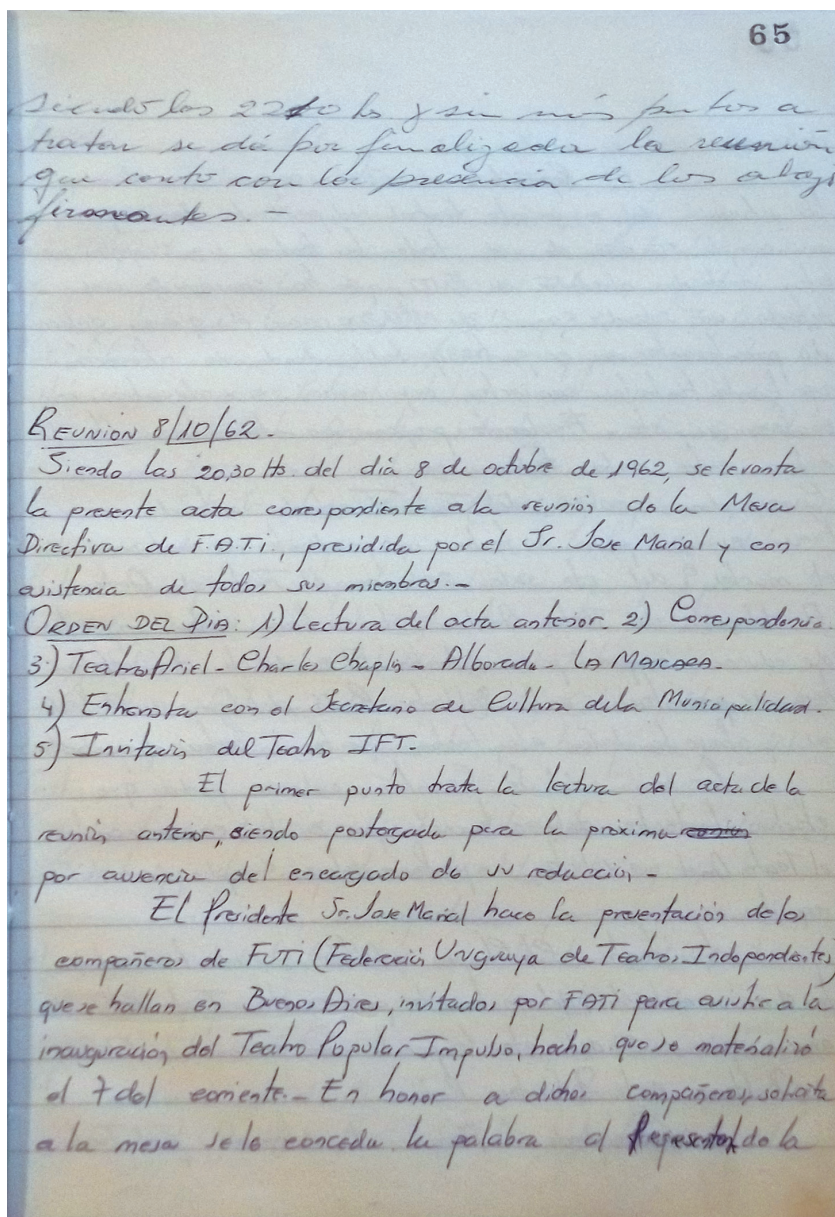 65
Siendo las 2210 hs y sin más puntos a
tratar se dá por finalizada la reunión
que contó con la presencia de los abajo
firmantes. -
REUNION 8/10/62.-
Siendo las 20,30 Hs. del día 8 de octubre de 1962, se levanta
la presente acta correspondiente a la reunión de la Mesa
Directiva de F.A.T.i., presidida por el Sr. Jose Marial y con
asistencia de todos sus miembros.-
ORDEN DEL DIA: 1) Lectura del acta anterior. 2) Correspondencia.
3) Teatro Ariel - Charles Chaplin - Alborada - LA MASCARA.
4) Entrevista con el Secretario de Cultura de la Municipalidad.
5) Invitación del Teatro IFT.
El primer punto trata la lectura del acta de la
reunión anterior, siendo postergada para la próxima reunión
por ausencia del encargado de su redacción.-
El Presidente Sr. Jose Marial hace la presentación de los
compañeros de FUTi (Federación Uruguaya de Teatros Independientes)
que se hallan en Buenos Aires, invitados por FATi para asistir a la
inauguración del Teatro Popular Impulso, hecho que se materializó
el 7 del corriente.- En honor a dichos compañeros, solicita
a la mesa se le conceda la palabra al de la